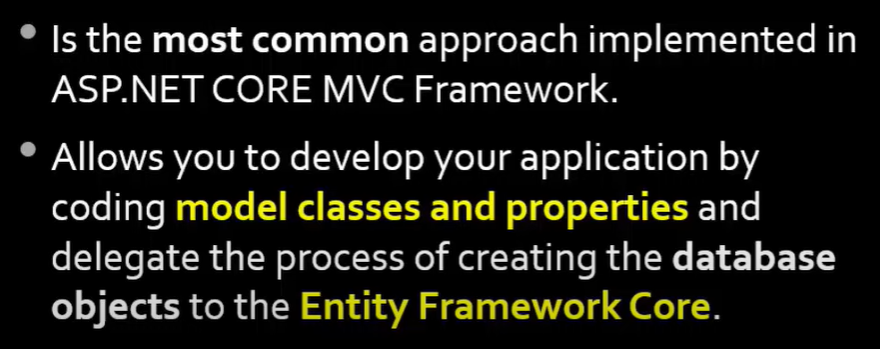 • Is the most common approach implemented in
ASP.NET CORE MVC Framework.
• Allows you to develop your application by
coding model classes and properties and
delegate the process of creating the database
objects to the Entity Framework Core.